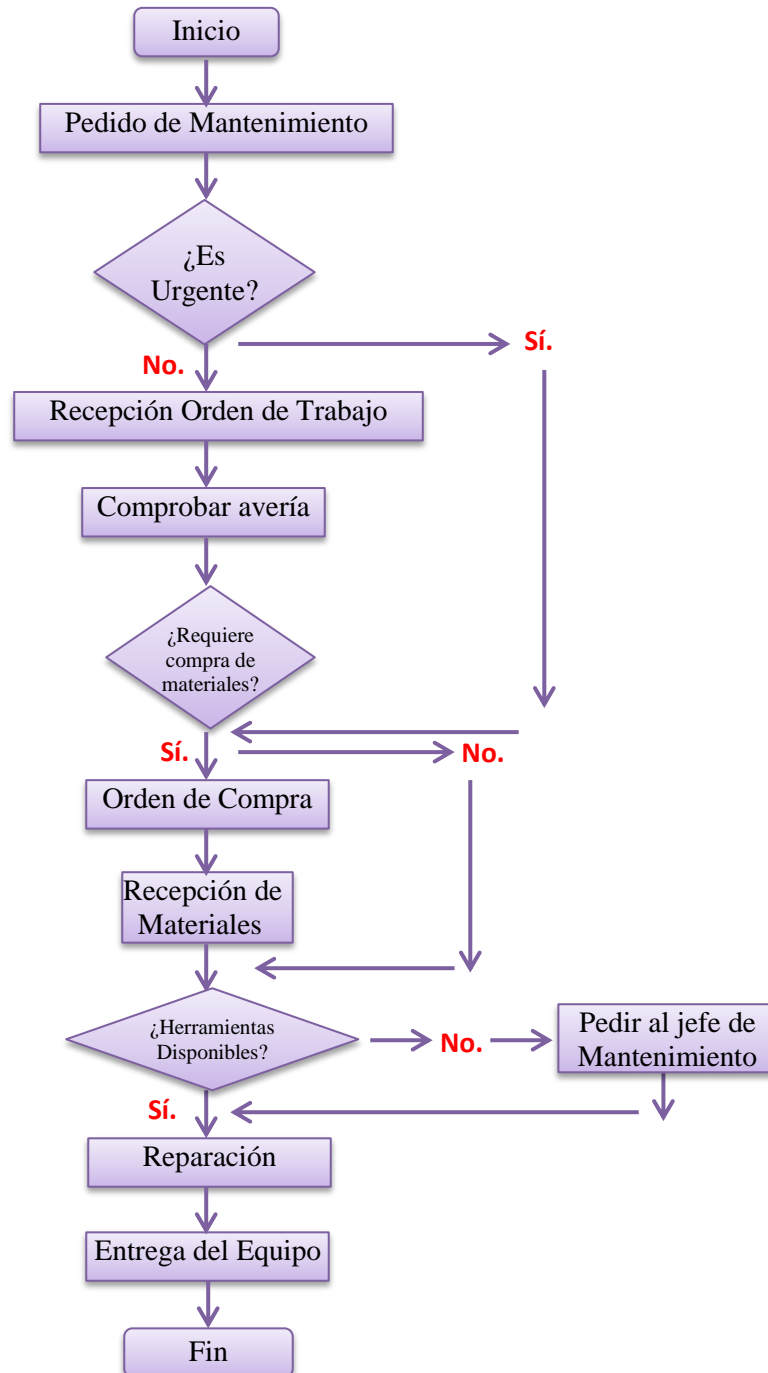 Inicio
Pedido de Mantenimiento
¿Es
Urgente?
Sí.
No.
Recepción Orden de Trabajo
Comprobar avería
¿Requiere
compra de
materiales?
Sí.
No.
Orden de Compra
Recepción de
Materiales
¿Herramientas
Disponibles?
No.
Pedir al jefe de
Mantenimiento
Sí.
Reparación
Entrega del Equipo
Fin